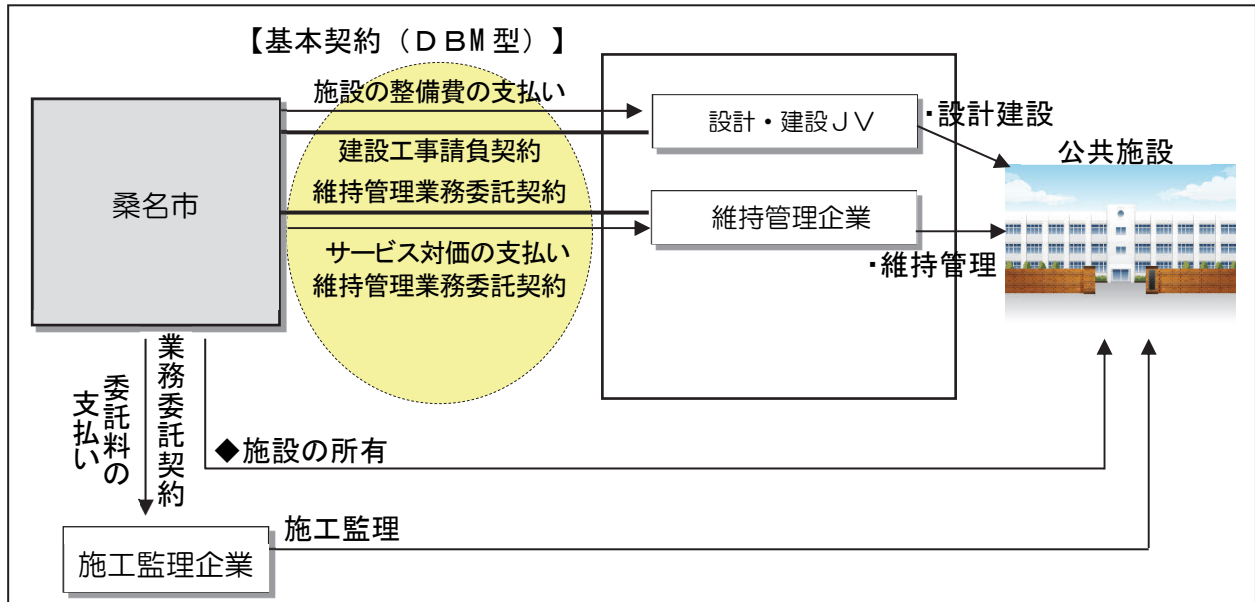 【基本契約（ＤＢＭ型）】
施設の整備費の支払い
設計・建設ＪＶ
・設計建設
建設工事請負契約
公共施設
桑名市
維持管理業務委託契約
維持管理企業
サービス対価の支払い
・維持管理
維持管理業務委託契約
業務委託契約
委託料の
支払い
◆施設の所有
施工監理
施工監理企業